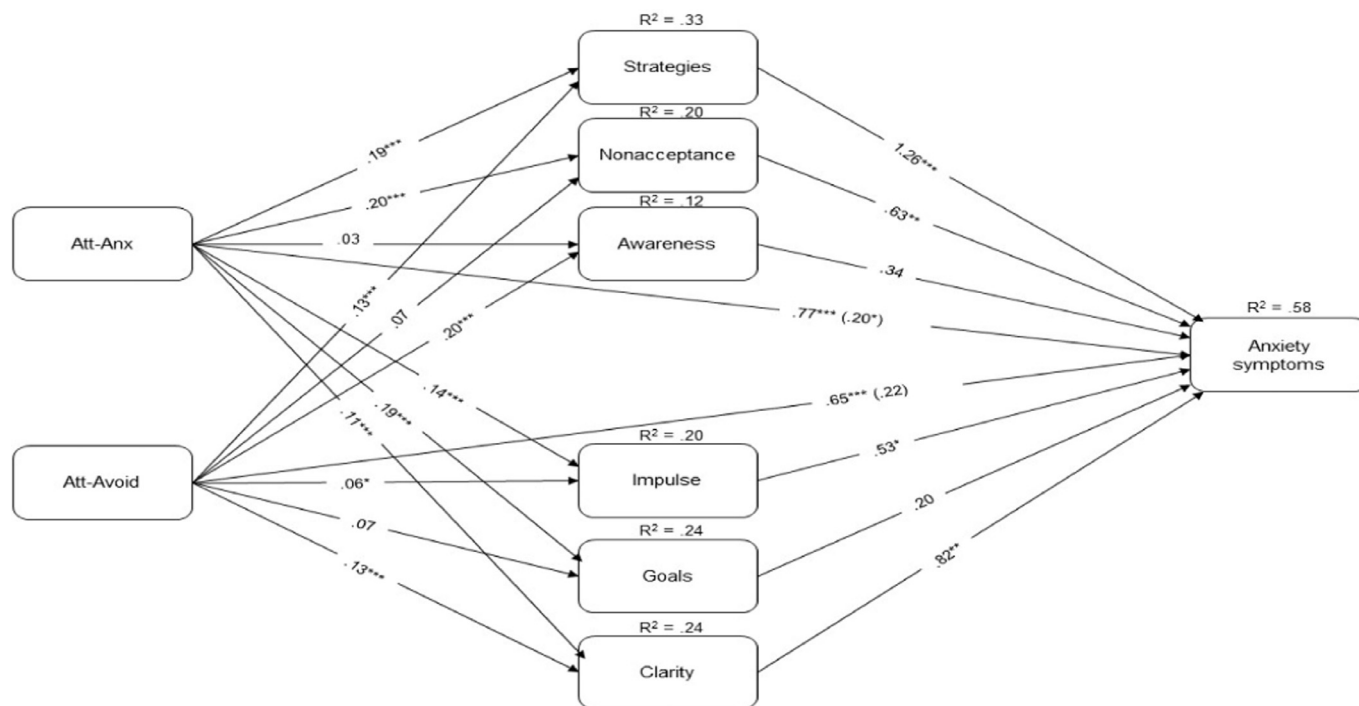 R² = .33
Strategies
R² = .20
Nonacceptance
R² = .12
Awareness
Att-Anx
Att-Avoid
.19***
.20***
.03
.13***
.07
.20***
.14***
.19***
.11***
.06*
.07
.13***
1.26***
.63**
.34
.77*** (.20*)
.65*** (.22)
.53*
.20
.82**
R² = .20
Impulse
R² = .24
Goals
R² = .24
Clarity
R² = .58
Anxiety
symptoms